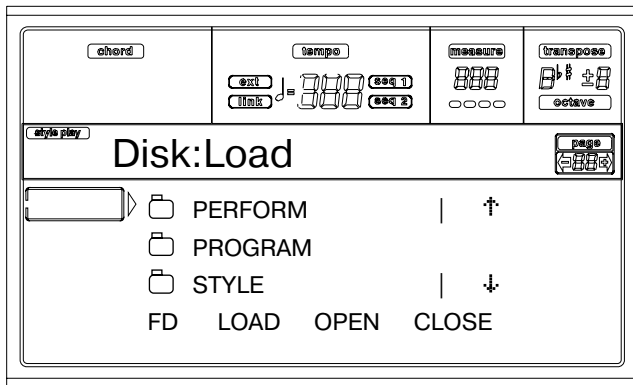 chord
tempo
measure
transpose
ext
seq 1
link
seq 2
octave
style play
Disk:Load
page
PERFORM
PROGRAM
STYLE
FD LOAD OPEN CLOSE